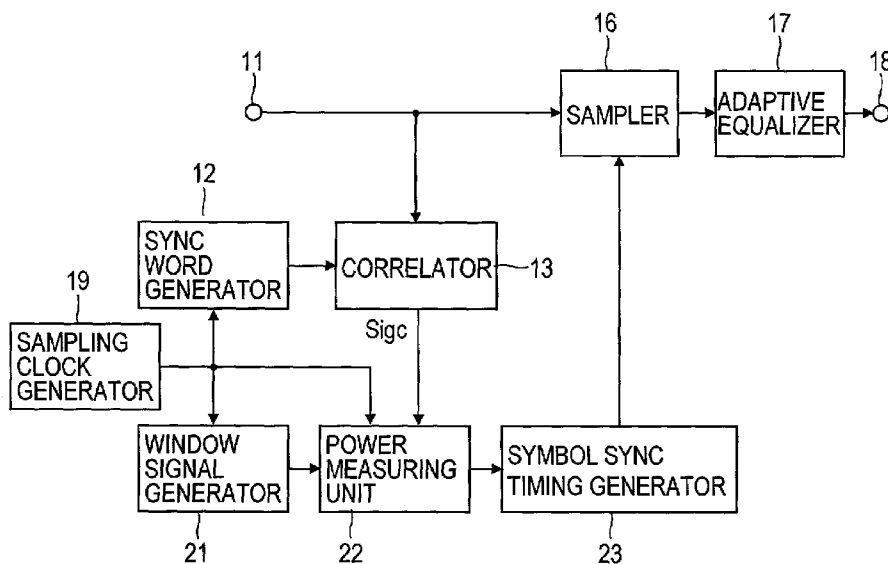 16
17
11
18
SAMPLER
ADAPTIVE
EQUALIZER
12
SYNC
WORD
GENERATOR
CORRELATOR
13
19
Sigc
SAMPLING
CLOCK
GENERATOR
WINDOW
SIGNAL
GENERATOR
POWER
MEASURING
UNIT
SYMBOL SYNC
TIMING GENERATOR
21
22
23